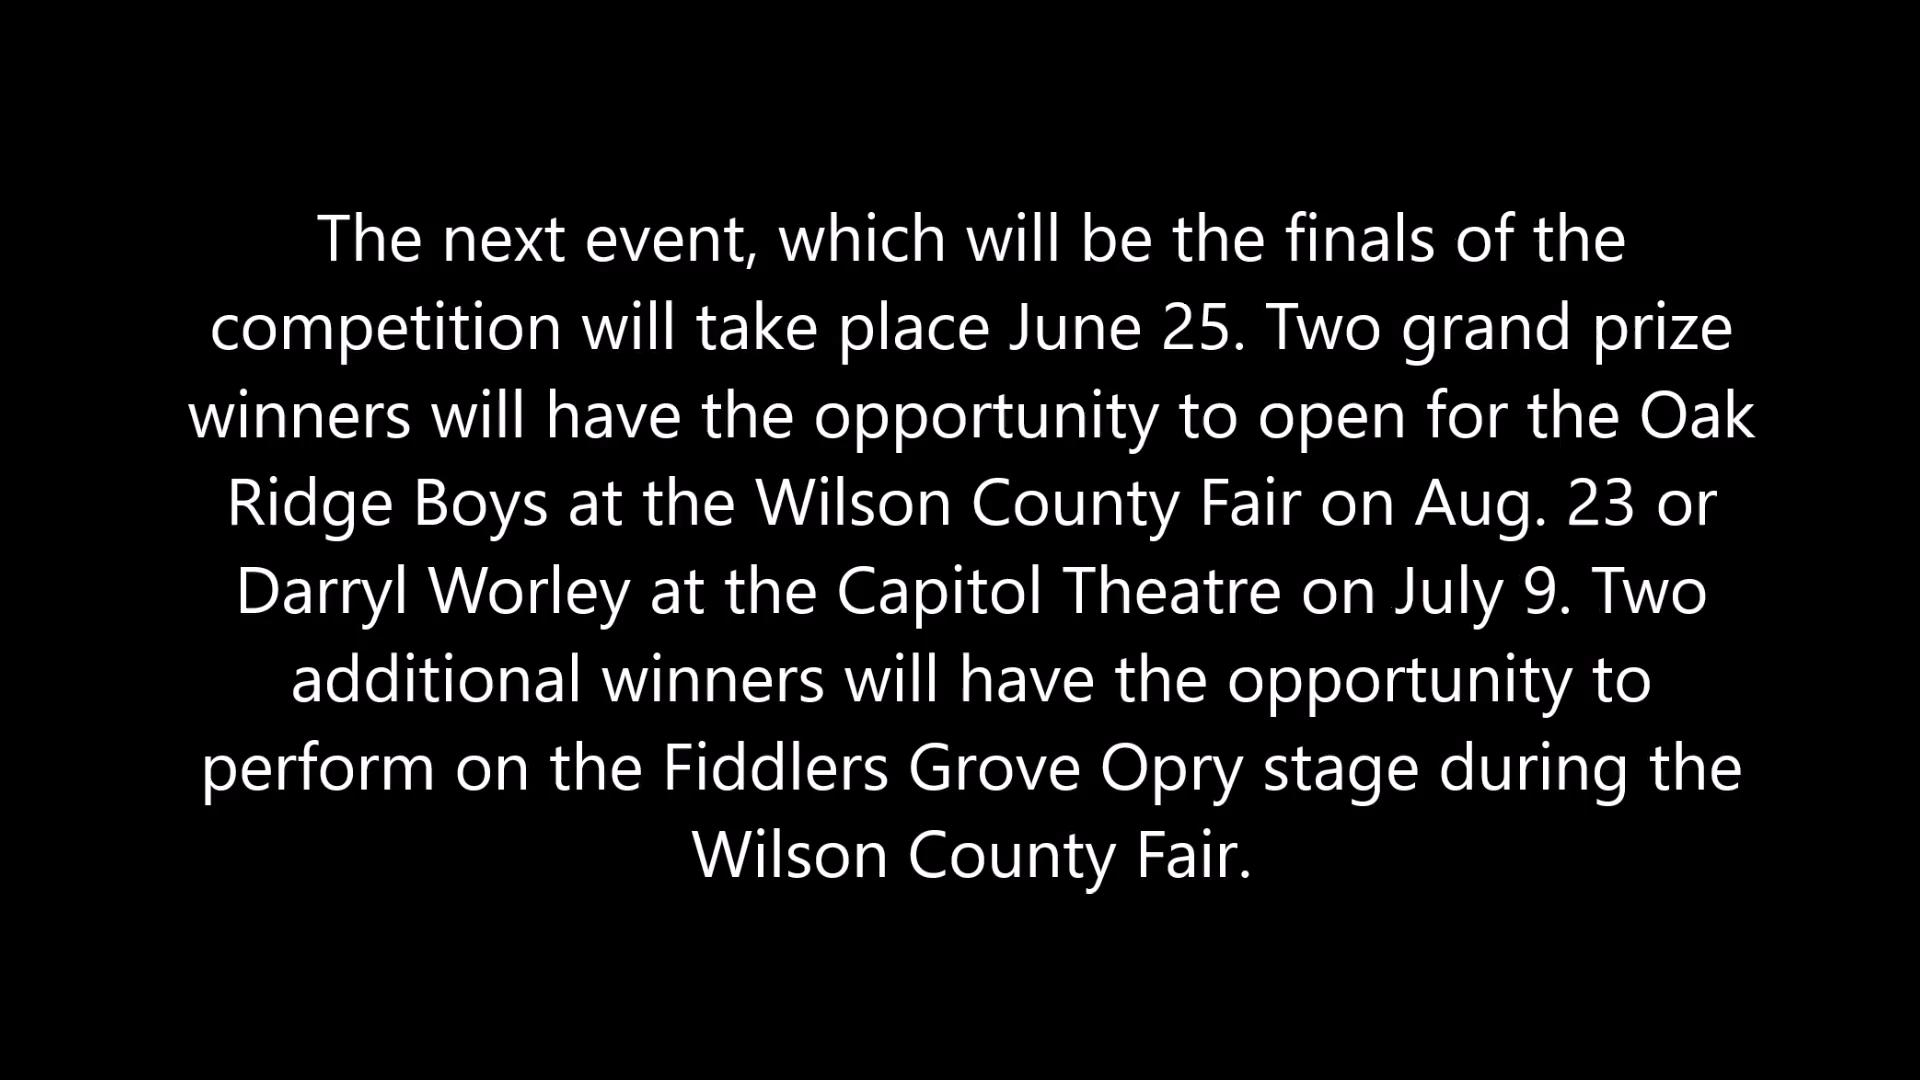 The next event, which will be the finals of the
competition will take place June 25. Two grand prize
winners will have the opportunity to open for the Oak
Ridge Boys at the Wilson County Fair on Aug. 23 or
Darryl Worley at the Capitol Theatre on July 9. Two
additional winners will have the opportunity to
perform on the Fiddlers Grove Opry stage during the
Wilson County Fair.